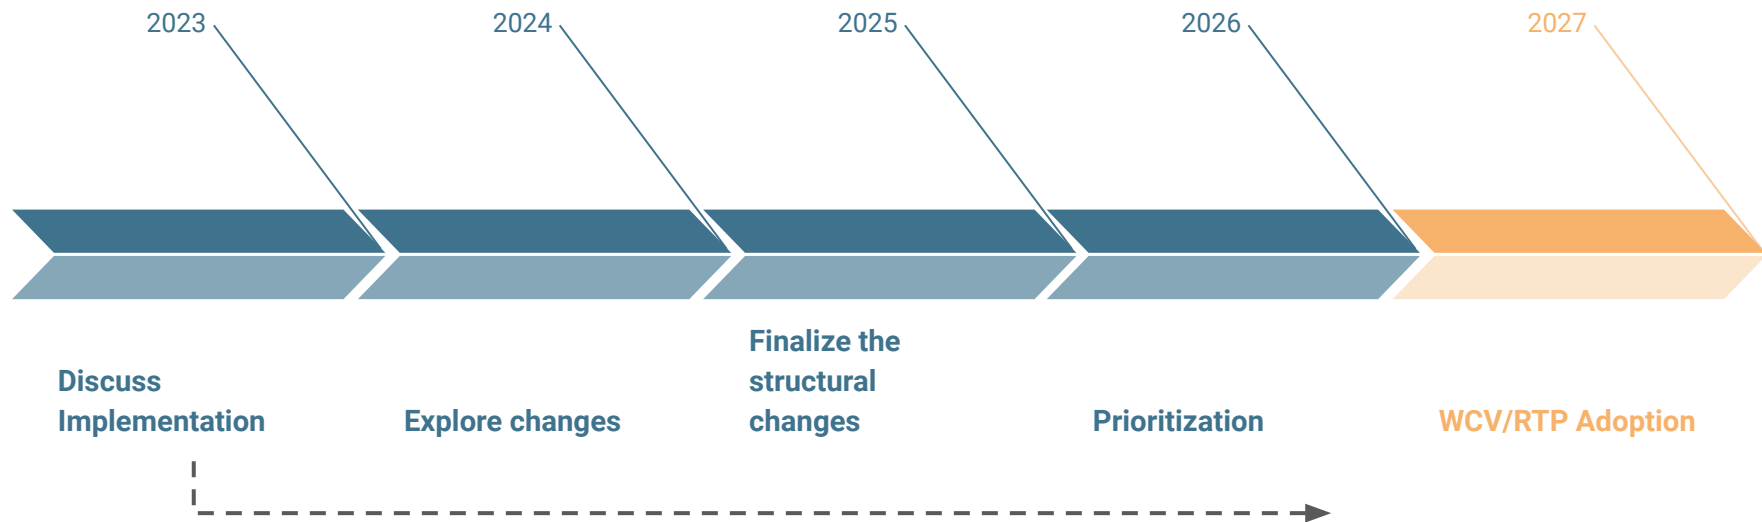 2023
2024
2025
2026
2027
Discuss
Implementation
Explore changes
Finalize the
structural
changes
Prioritization
WCV/RTP Adoption